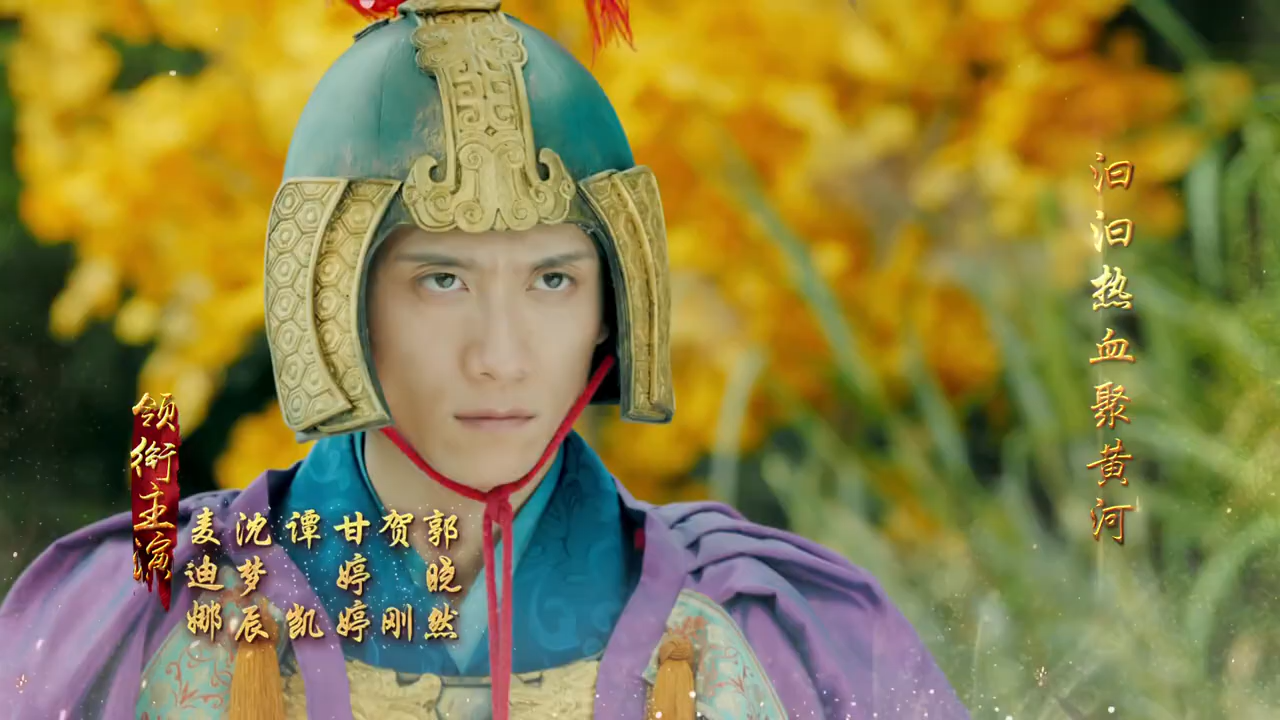 汩汩热血聚黄河
领衔主演
郭晓然
贺刚
甘婷婷
谭凯
沈梦辰
麦迪娜